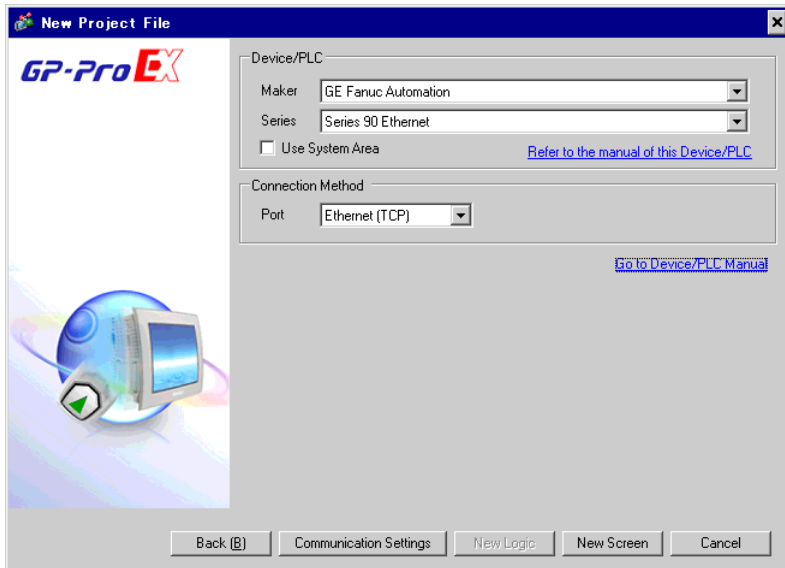 New Project File
GP-Pro EX
Device/PLC
Maker GE Fanuc Automation
Series Series 90 Ethernet
Use System Area Refer to the manual of this Device/PLC
Connection Method
Port Ethernet (TCP)
Go to Device/PLC Manual
Back (B) Communication Settings New Logic New Screen Cancel